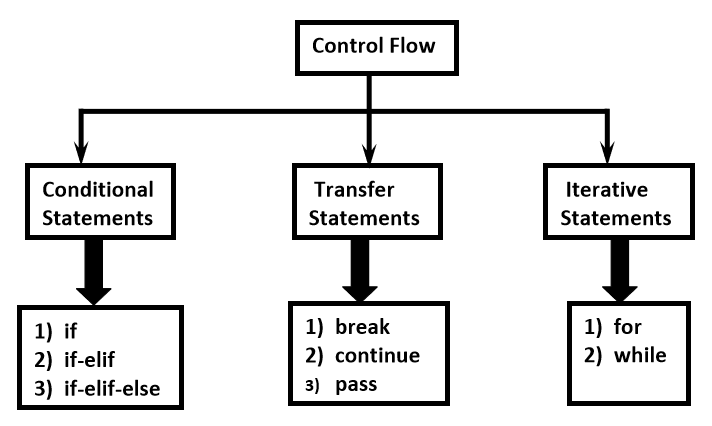 Control Flow
Conditional
Statements
Transfer
Statements
Iterative
Statements
1) if
2) if-elif
3) if-elif-else
1) break
2) continue
3) pass
1) for
2) while